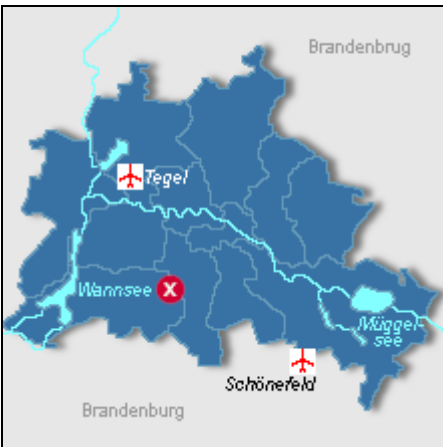 Brandenbrug
Tegel
Wannsee X
Müggel-
see
Schönefeld
Brandenburg